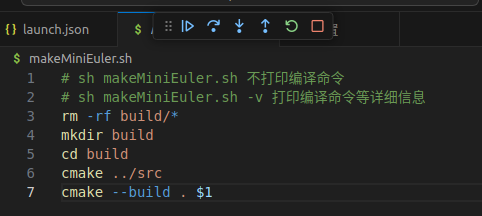 launch.json
置
makeMiniEuler.sh
1 # sh makeMiniEuler.sh 不打印编译命令
2 # sh makeMiniEuler.sh -v 打印编译命令等详细信息
3 rm -rf build/*
4 mkdir build
5 cd build
6 cmake ../src
7 cmake --build . $1